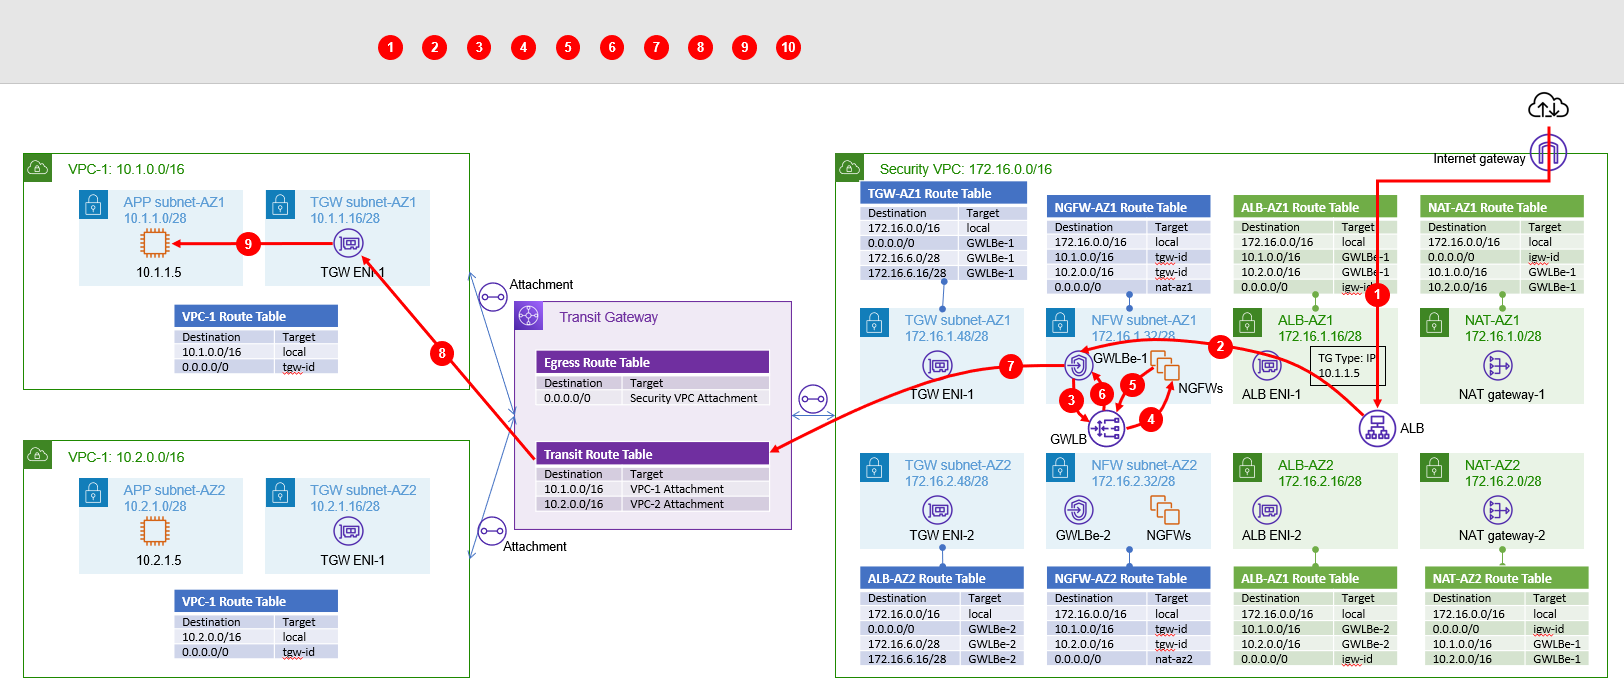 1 2 3 4 5 6 7 8 9 10
Internet gateway
VPC-1: 10.1.0.0/16
APP subnet-AZ1
10.1.1.0/28
10.1.1.5
TGW subnet-AZ1
10.1.1.16/28
TGW ENI-1
9
VPC-1 Route Table
Destination Target
10.1.0.0/16 local
0.0.0.0/0 tgw-id
8
VPC-1: 10.2.0.0/16
APP subnet-AZ2
10.2.1.0/28
10.2.1.5
TGW subnet-AZ2
10.2.1.16/28
TGW ENI-1
VPC-1 Route Table
Destination Target
10.2.0.0/16 local
0.0.0.0/0 tgw-id
Attachment
Transit Gateway
Egress Route Table
Destination Target
0.0.0.0/0 Security VPC Attachment
Transit Route Table
Destination Target
10.1.0.0/16 VPC-1 Attachment
10.2.0.0/16 VPC-2 Attachment
Attachment
Security VPC: 172.16.0.0/16
TGW-AZ1 Route Table
Destination Target
172.16.0.0/16 local
0.0.0.0/0 GWLBe-1
172.16.6.0/28 GWLBe-1
172.16.6.16/28 GWLBe-1
NGFW-AZ1 Route Table
Destination Target
172.16.0.0/16 local
10.1.0.0/16 tgw-id
10.2.0.0/16 tgw-id
0.0.0.0/0 nat-az1
ALB-AZ1 Route Table
Destination Target
172.16.0.0/16 local
10.1.0.0/16 GWLBe-1
10.2.0.0/16 GWLBe-1
0.0.0.0/0 igw-id
1
NAT-AZ1 Route Table
Destination Target
172.16.0.0/16 local
0.0.0.0/0 igw-id
10.1.0.0/16 GWLBe-1
10.2.0.0/16 GWLBe-1
TGW subnet-AZ1
172.16.1.48/28
TGW ENI-1
7
NFW subnet-AZ1
172.16.1.32/28
GWLBe-1
NGFWs
3
6
5
4
GWLB
2
ALB-AZ1
172.16.1.16/28
TG Type: IP
10.1.1.5
ALB ENI-1
ALB
NAT-AZ1
172.16.1.0/28
NAT gateway-1
TGW subnet-AZ2
172.16.2.48/28
TGW ENI-2
NFW subnet-AZ2
172.16.2.32/28
GWLBe-2
NGFWs
ALB-AZ2
172.16.2.16/28
ALB ENI-2
NAT-AZ2
172.16.2.0/28
NAT gateway-2
ALB-AZ2 Route Table
Destination Target
172.16.0.0/16 local
0.0.0.0/0 GWLBe-2
172.16.6.0/28 GWLBe-2
172.16.6.16/28 GWLBe-2
NGFW-AZ2 Route Table
Destination Target
172.16.0.0/16 local
10.1.0.0/16 tgw-id
10.2.0.0/16 tgw-id
0.0.0.0/0 nat-az2
ALB-AZ1 Route Table
Destination Target
172.16.0.0/16 local
10.1.0.0/16 GWLBe-2
10.2.0.0/16 GWLBe-2
0.0.0.0/0 igw-id
NAT-AZ2 Route Table
Destination Target
172.16.0.0/16 local
0.0.0.0/0 igw-id
10.1.0.0/16 GWLBe-1
10.2.0.0/16 GWLBe-1